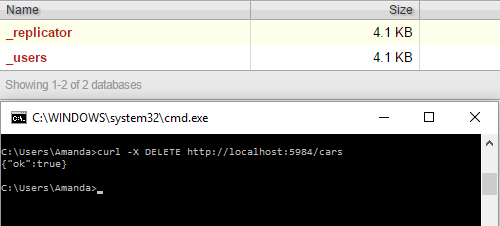 Name Size
_replicator 4.1 KB
_users 4.1 KB
Showing 1-2 of 2 databases
C:\WINDOWS\system32\cmd.exe
C:\Users\Amanda>curl -X DELETE http://localhost:5984/cars
{"ok":true}
C:\Users\Amanda>_